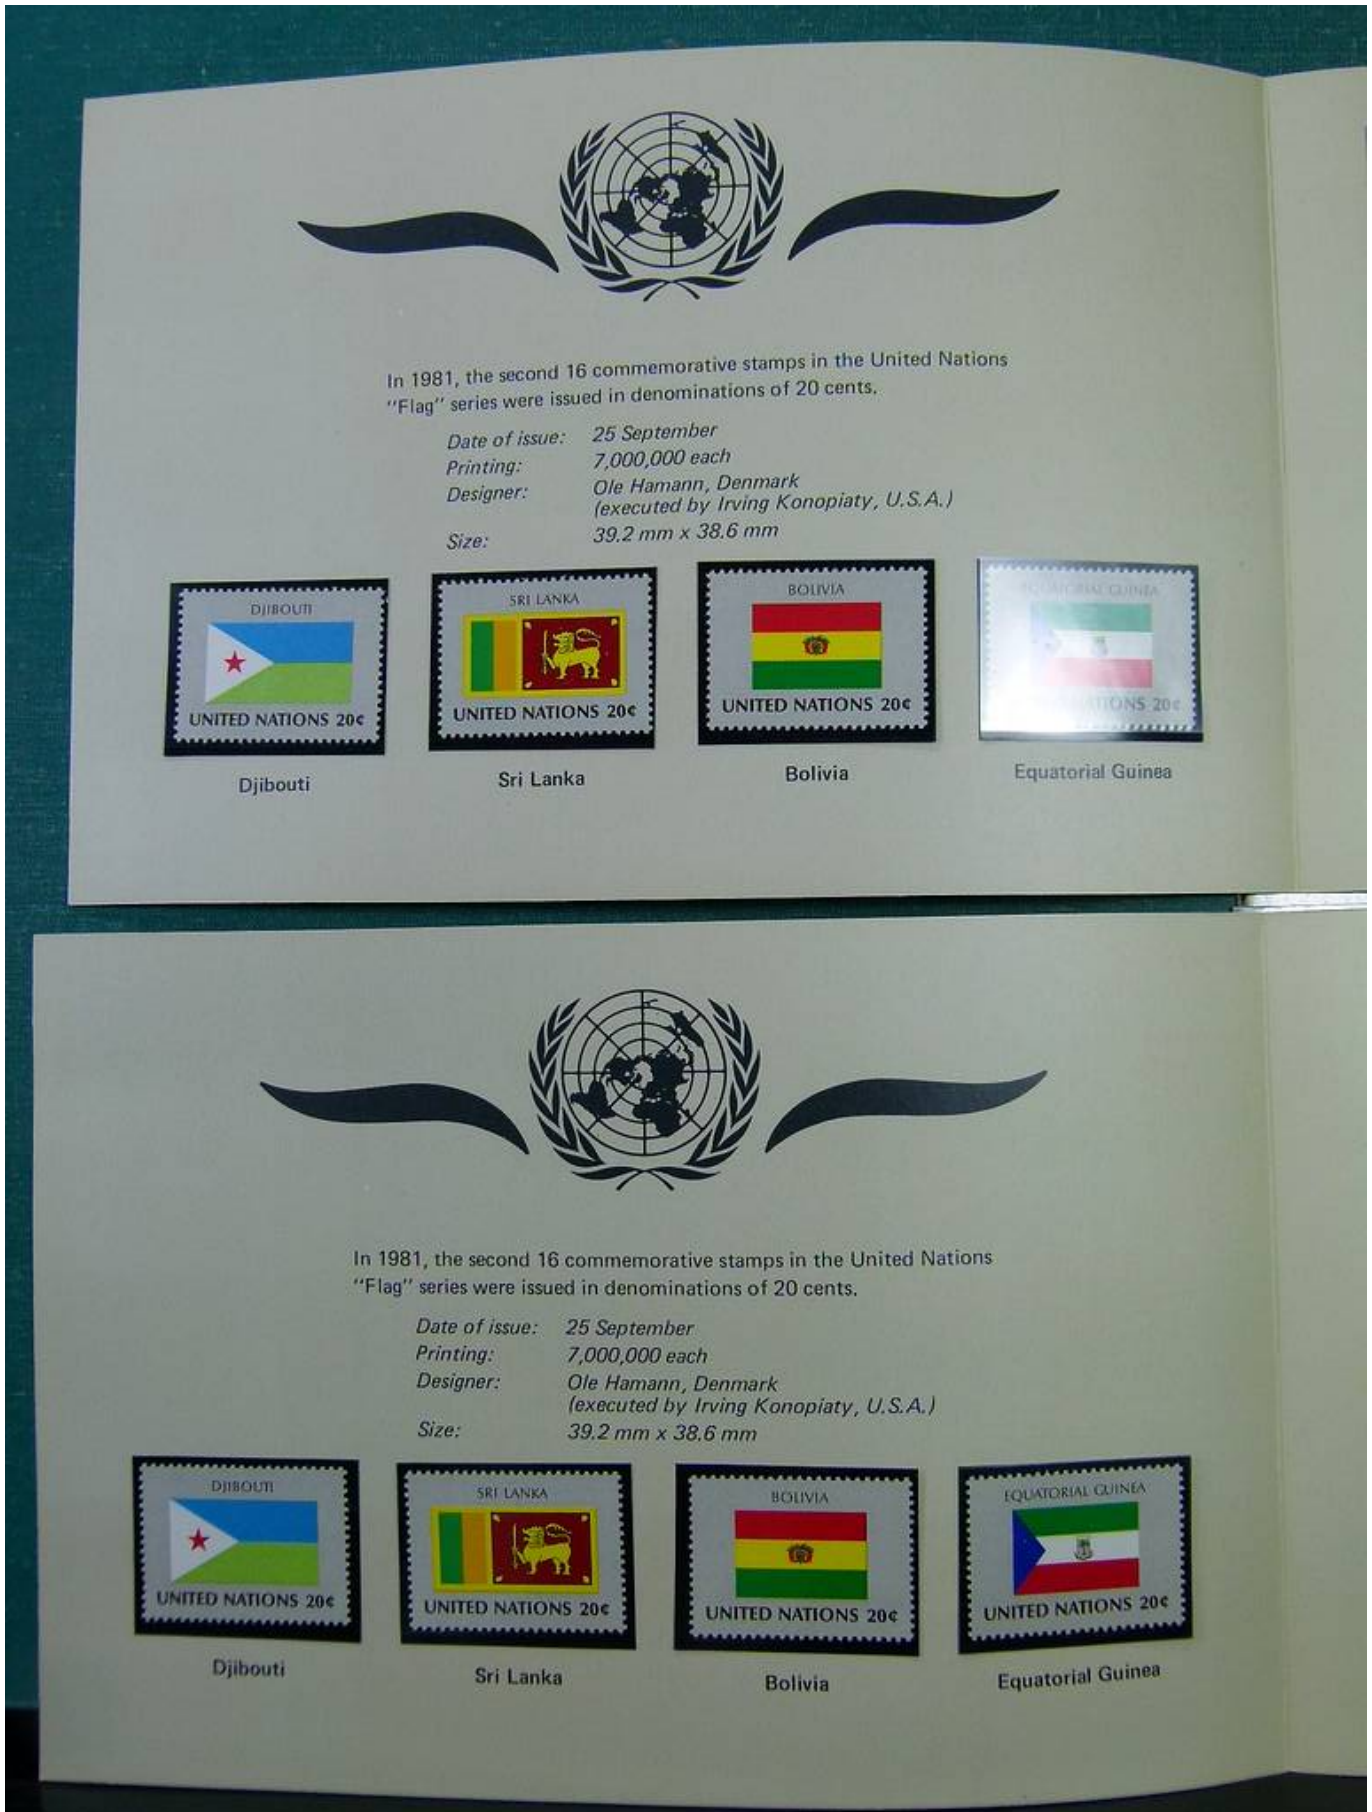 In 1981, the second 16 commemorative stamps in the United Nations
"Flag" series were issued in denominations of 20 cents.
Date of issue: 25 September
Printing: 7,000,000 each
Designer: Ole Hamann, Denmark
(executed by Irving Konopiaty, U.S.A.)
Size: 39.2 mm x 38.6 mm
DJIBOUTI
UNITED NATIONS 20¢
SRI LANKA
UNITED NATIONS 20¢
BOLIVIA
UNITED NATIONS 20¢
EQUATORIAL GUINEA
NATIONS 20¢
Djibouti
Sri Lanka
Bolivia
Equatorial Guinea
In 1981, the second 16 commemorative stamps in the United Nations
"Flag" series were issued in denominations of 20 cents.
Date of issue: 25 September
Printing: 7,000,000 each
Designer: Ole Hamann, Denmark
(executed by Irving Konopiaty, U.S.A.)
Size: 39.2 mm x 38.6 mm
DJIBOUTI
UNITED NATIONS 20¢
SRI LANKA
UNITED NATIONS 20¢
BOLIVIA
UNITED NATIONS 20¢
EQUATORIAL GUINEA
UNITED NATIONS 20¢
Djibouti
Sri Lanka
Bolivia
Equatorial Guinea